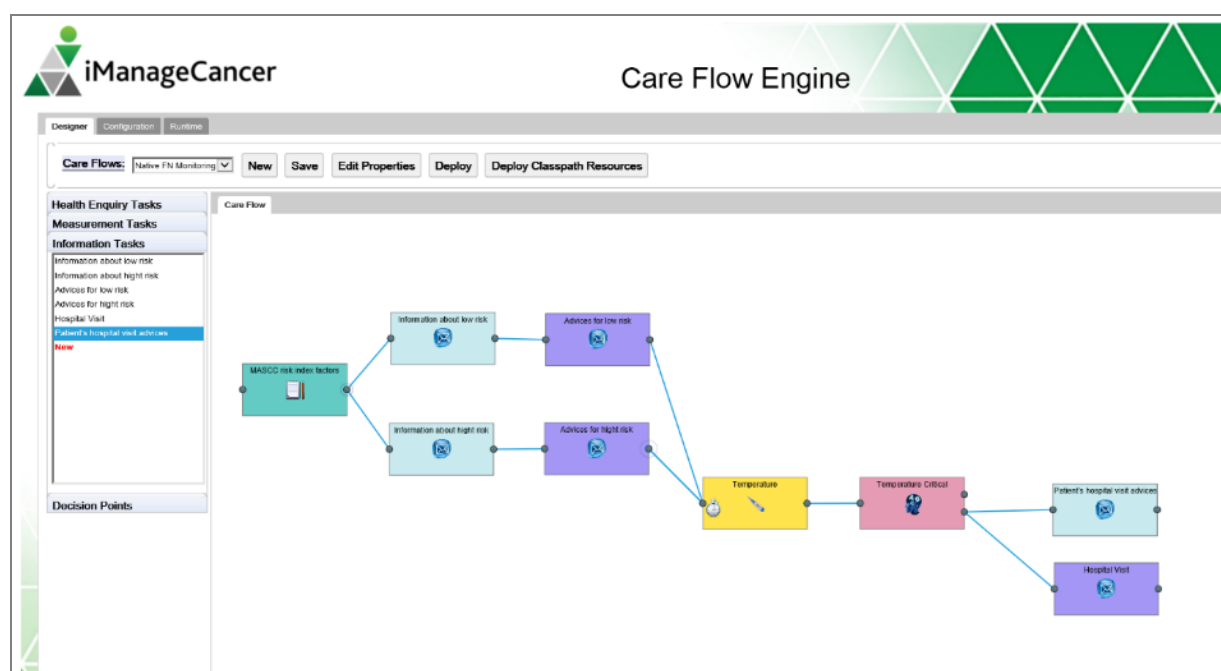 iManageCancer
Care Flow Engine
Designer Configuration Runtime
Care Flows: Native FN Monitoring New Save Edit Properties Deploy Deploy Classpath Resources
Health Enquiry Tasks
Measurement Tasks
Information Tasks
Information about low risk
Information about hight risk
Advices for low risk
Advices for hight risk
Hospital Visit
Patient's hospital visit advices
New
Decision Points
Care Flow
Information about low risk
Advices for low risk
MASCC risk index factors
Information about hight risk
Advices for hight risk
Temperature
Temperature Critical
Patient's hospital visit advices
Hospital Visit